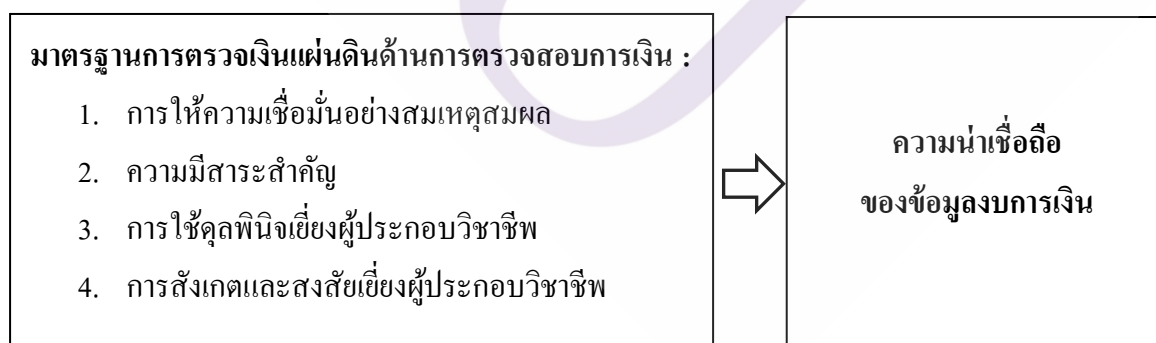 มาตรฐานการตรวจเงินแผ่นดินด้านการตรวจสอบการเงิน :
1. การให้ความเชื่อมั่นอย่างสมเหตุสมผล
2. ความมีสาระสำคัญ
3. การใช้ดุลพินิจเยี่ยงผู้ประกอบวิชาชีพ
4. การสังเกตและสงสัยเยี่ยงผู้ประกอบวิชาชีพ
ความน่าเชื่อถือ
ของข้อมูลงบการเงิน